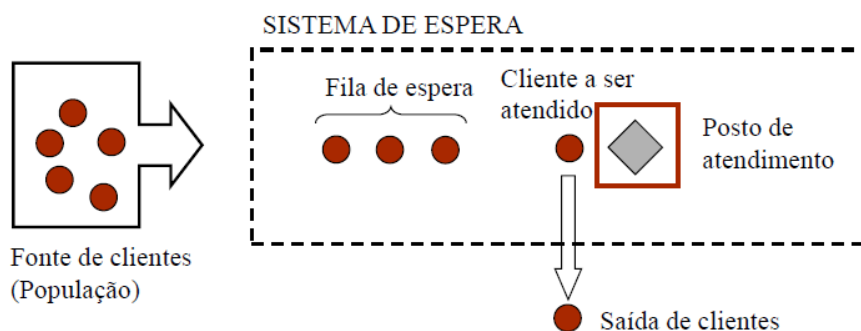 SISTEMA DE ESPERA
Fila de espera
Cliente a ser
atendido
Posto de
atendimento
Fonte de clientes
(População)
Saída de clientes